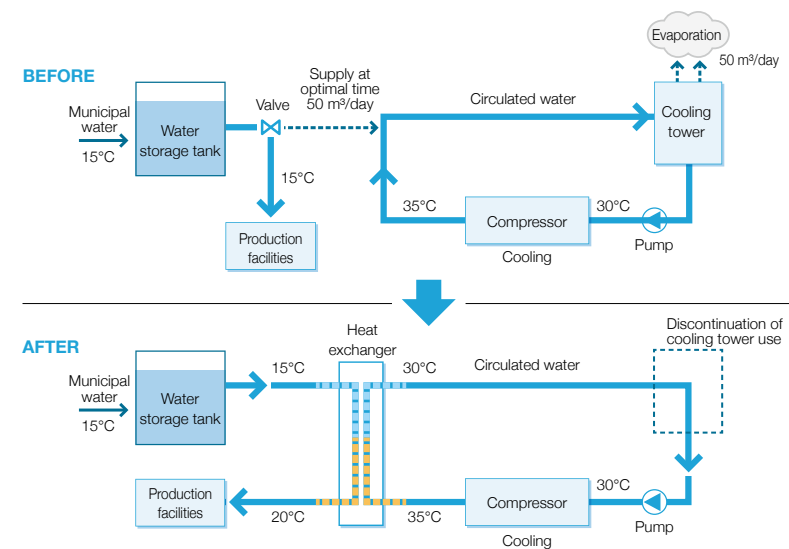 BEFORE
Municipal
water
15°C
Water
storage tank
Valve
Supply at
optimal time
50 m³/day
15°C
Production
facilities
Circulated water
Evaporation
50 m³/day
Cooling
tower
35°C
Compressor
Cooling
30°C
Pump
AFTER
Municipal
water
15°C
Water
storage tank
15°C
Heat
exchanger
30°C
Circulated water
Discontinuation of
cooling tower use
Production
facilities
20°C
35°C
Compressor
Cooling
30°C
Pump